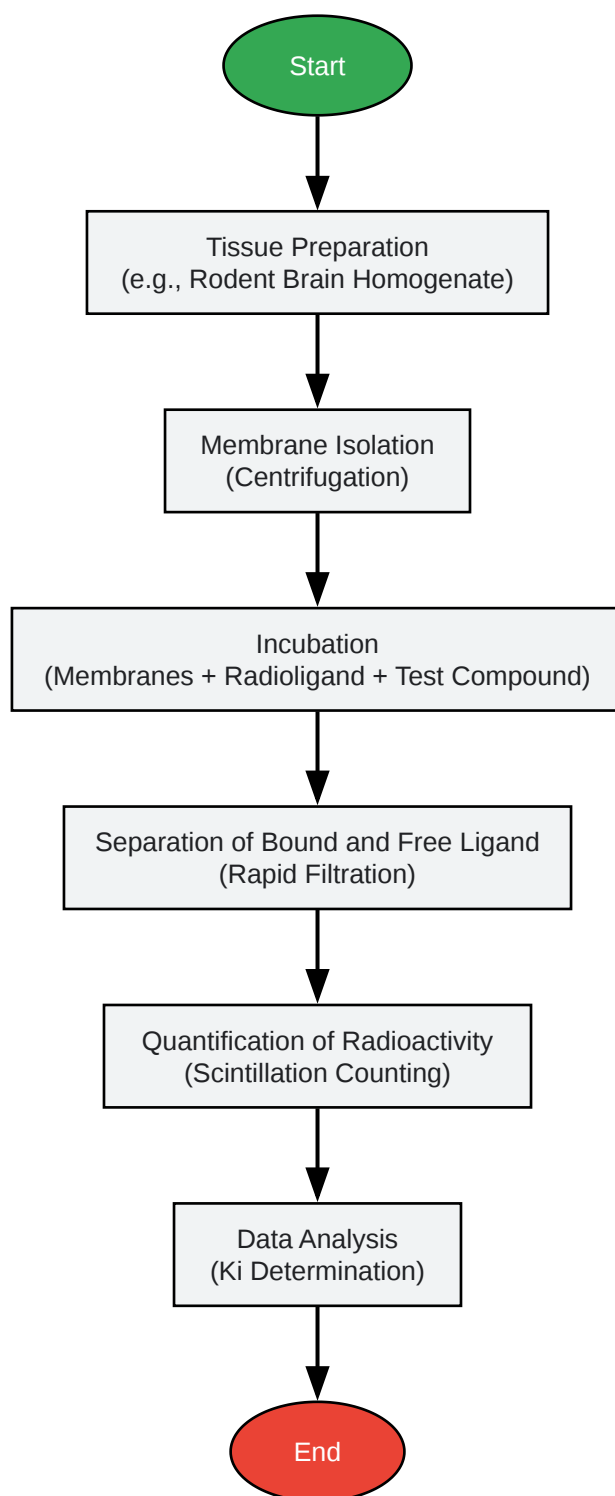 Start
Tissue Preparation
(e.g., Rodent Brain Homogenate)
Membrane Isolation
(Centrifugation)
Incubation
(Membranes + Radioligand + Test Compound)
Separation of Bound and Free Ligand
(Rapid Filtration)
Quantification of Radioactivity
(Scintillation Counting)
Data Analysis
(Ki Determination)
End